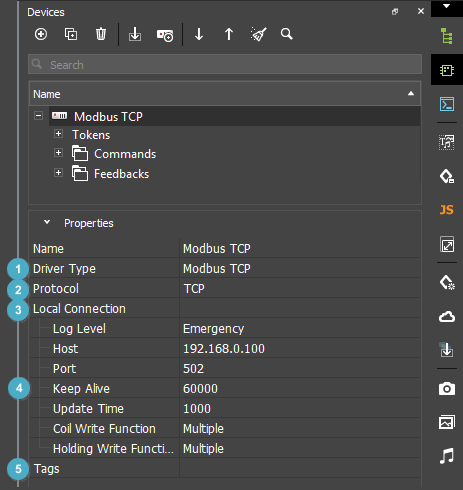 Devices
Search
Name
Modbus TCP
Tokens
Commands
Feedbacks
Properties
Name Modbus TCP
1 Driver Type Modbus TCP
2 Protocol TCP
3 Local Connection
Log Level Emergency
Host 192.168.0.100
Port 502
4 Keep Alive 60000
Update Time 1000
Coil Write Function Multiple
Holding Write Functi... Multiple
5 Tags
JS